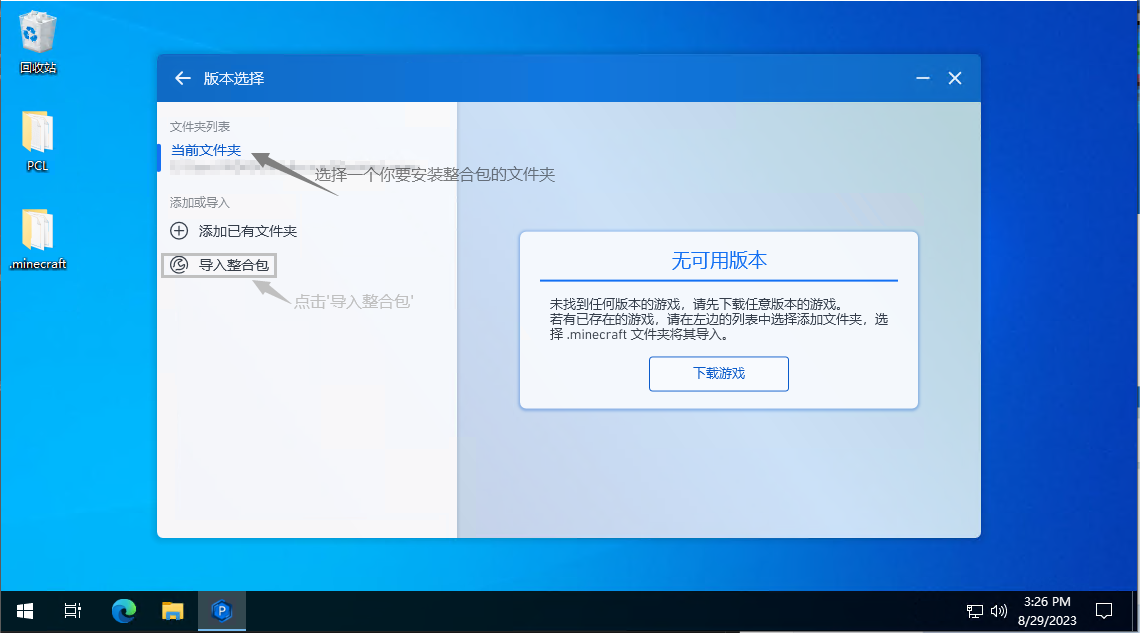 回收站
PCL
.minecraft
版本选择
文件夹列表
当前文件夹
选择一个你要安装整合包的文件夹
添加或导入
添加已有文件夹
导入整合包
点击'导入整合包'
无可用版本
未找到任何版本的游戏，请先下载任意版本的游戏。
若有已存在的游戏，请在左边的列表中选择添加文件夹，选
择 .minecraft 文件夹将其导入。
下载游戏
P
3:26 PM
8/29/2023